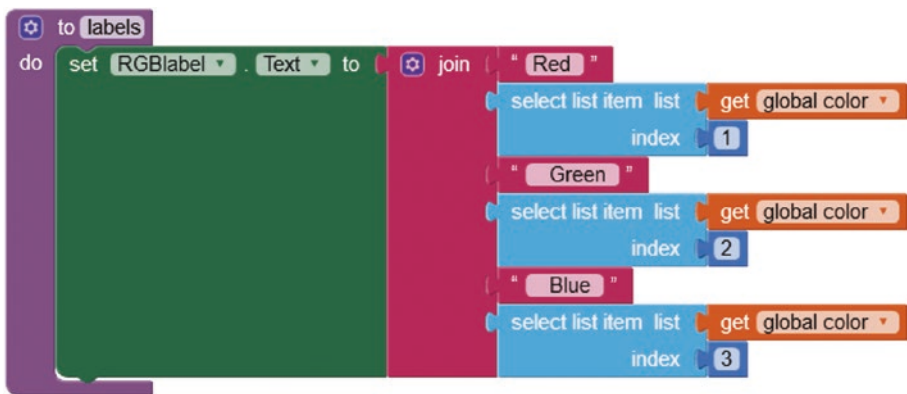 to labels
do set RGBlabel . Text to join " Red "
select list item list get global color
index 1
" Green "
select list item list get global color
index 2
" Blue "
select list item list get global color
index 3